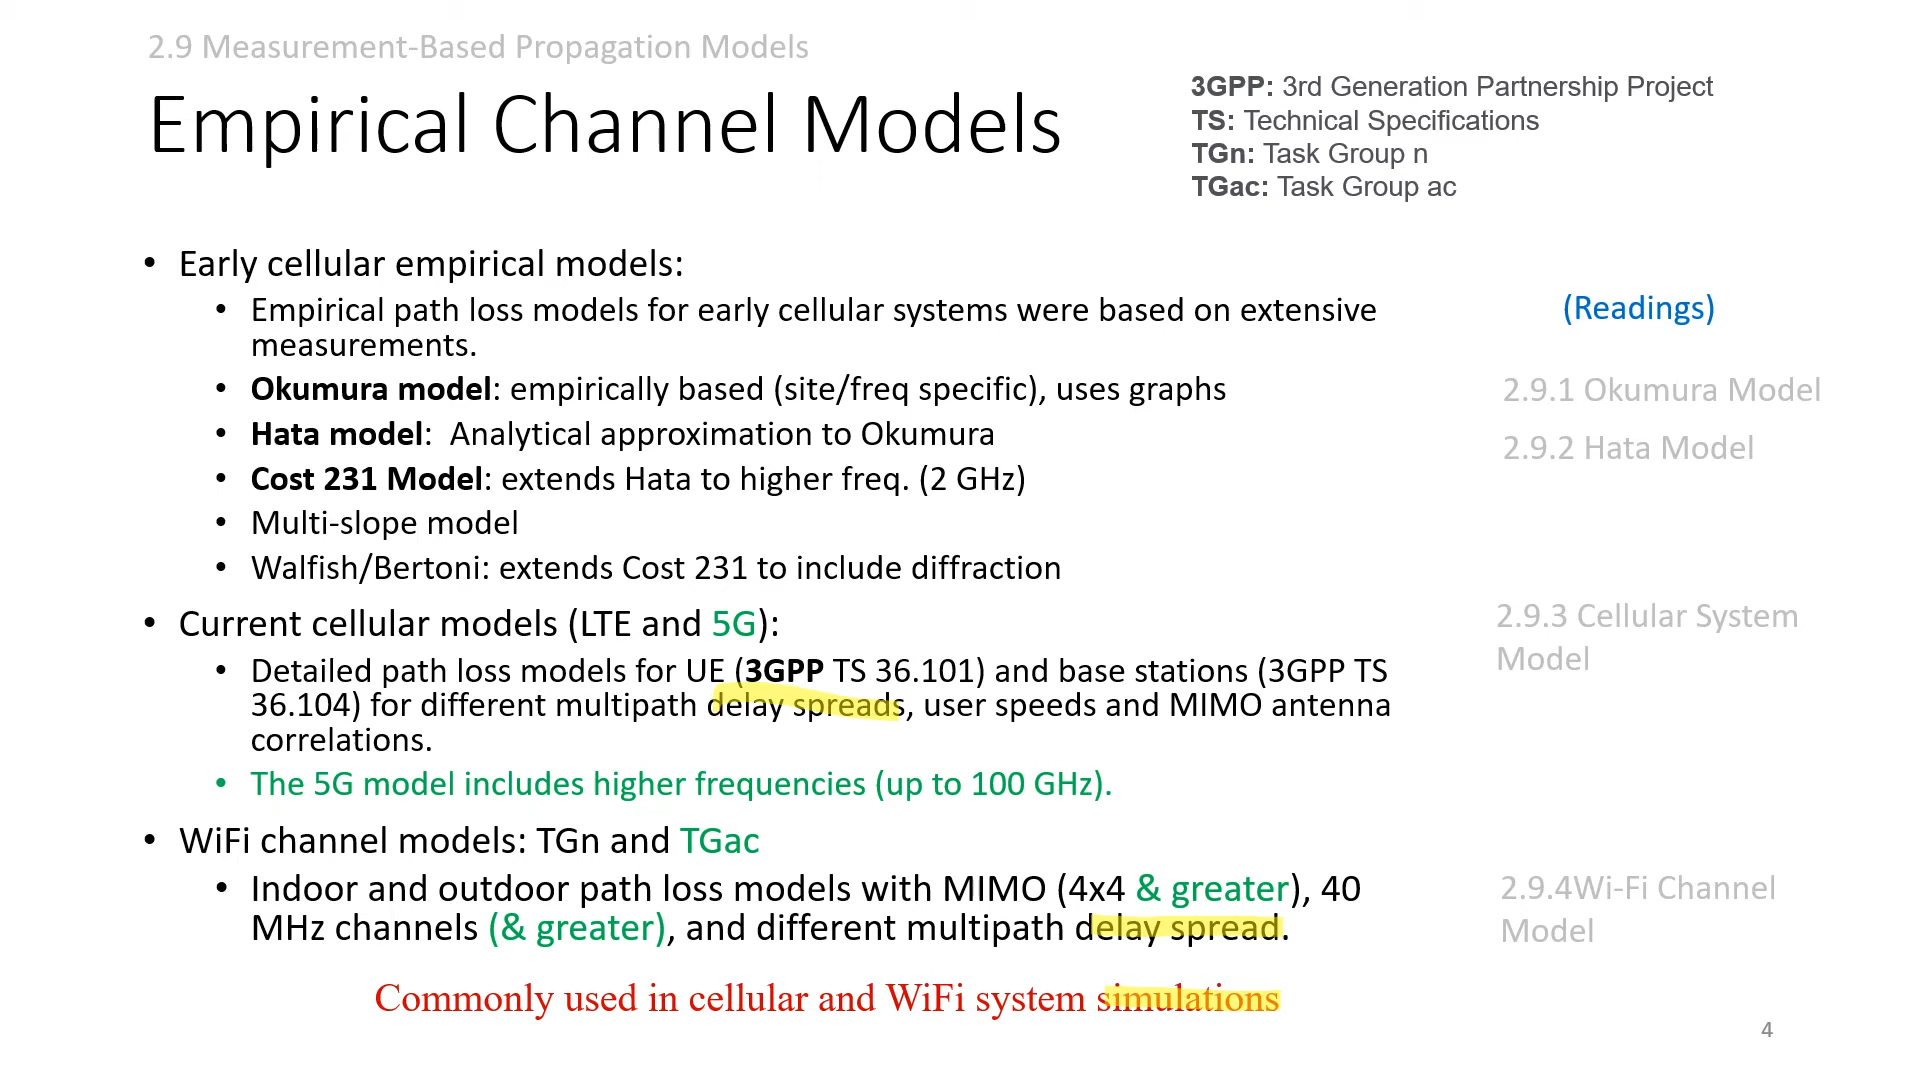 2.9 Measurement-Based Propagation Models
Empirical Channel Models
3GPP: 3rd Generation Partnership Project
TS: Technical Specifications
TGn: Task Group n
TGac: Task Group ac
• Early cellular empirical models:
• Empirical path loss models for early cellular systems were based on extensive
measurements.
• Okumura model: empirically based (site/freq specific), uses graphs
• Hata model: Analytical approximation to Okumura
• Cost 231 Model: extends Hata to higher freq. (2 GHz)
• Multi-slope model
• Walfish/Bertoni: extends Cost 231 to include diffraction
• Current cellular models (LTE and 5G):
• Detailed path loss models for UE (3GPP TS 36.101) and base stations (3GPP TS
36.104) for different multipath delay spreads, user speeds and MIMO antenna
correlations.
• The 5G model includes higher frequencies (up to 100 GHz).
• WiFi channel models: TGn and TGac
• Indoor and outdoor path loss models with MIMO (4x4 & greater), 40
MHz channels (& greater), and different multipath delay spread.
Commonly used in cellular and WiFi system simulations
(Readings)
2.9.1 Okumura Model
2.9.2 Hata Model
2.9.3 Cellular System
Model
2.9.4Wi-Fi Channel
Model
4